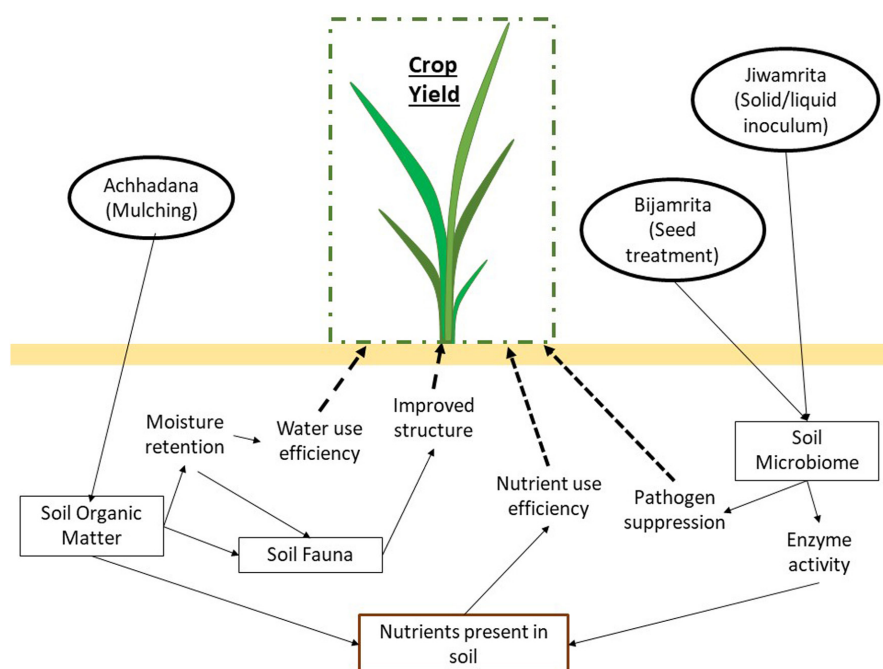 Crop
Yield
Jiwamrita
(Solid/liquid
inoculum)
Achhadana
(Mulching)
Bijamrita
(Seed
treatment)
Moisture
retention
Water use
efficiency
Improved
structure
Nutrient use
efficiency
Pathogen
suppression
Soil
Microbiome
Soil Organic
Matter
Soil Fauna
Enzyme
activity
Nutrients present in
soil